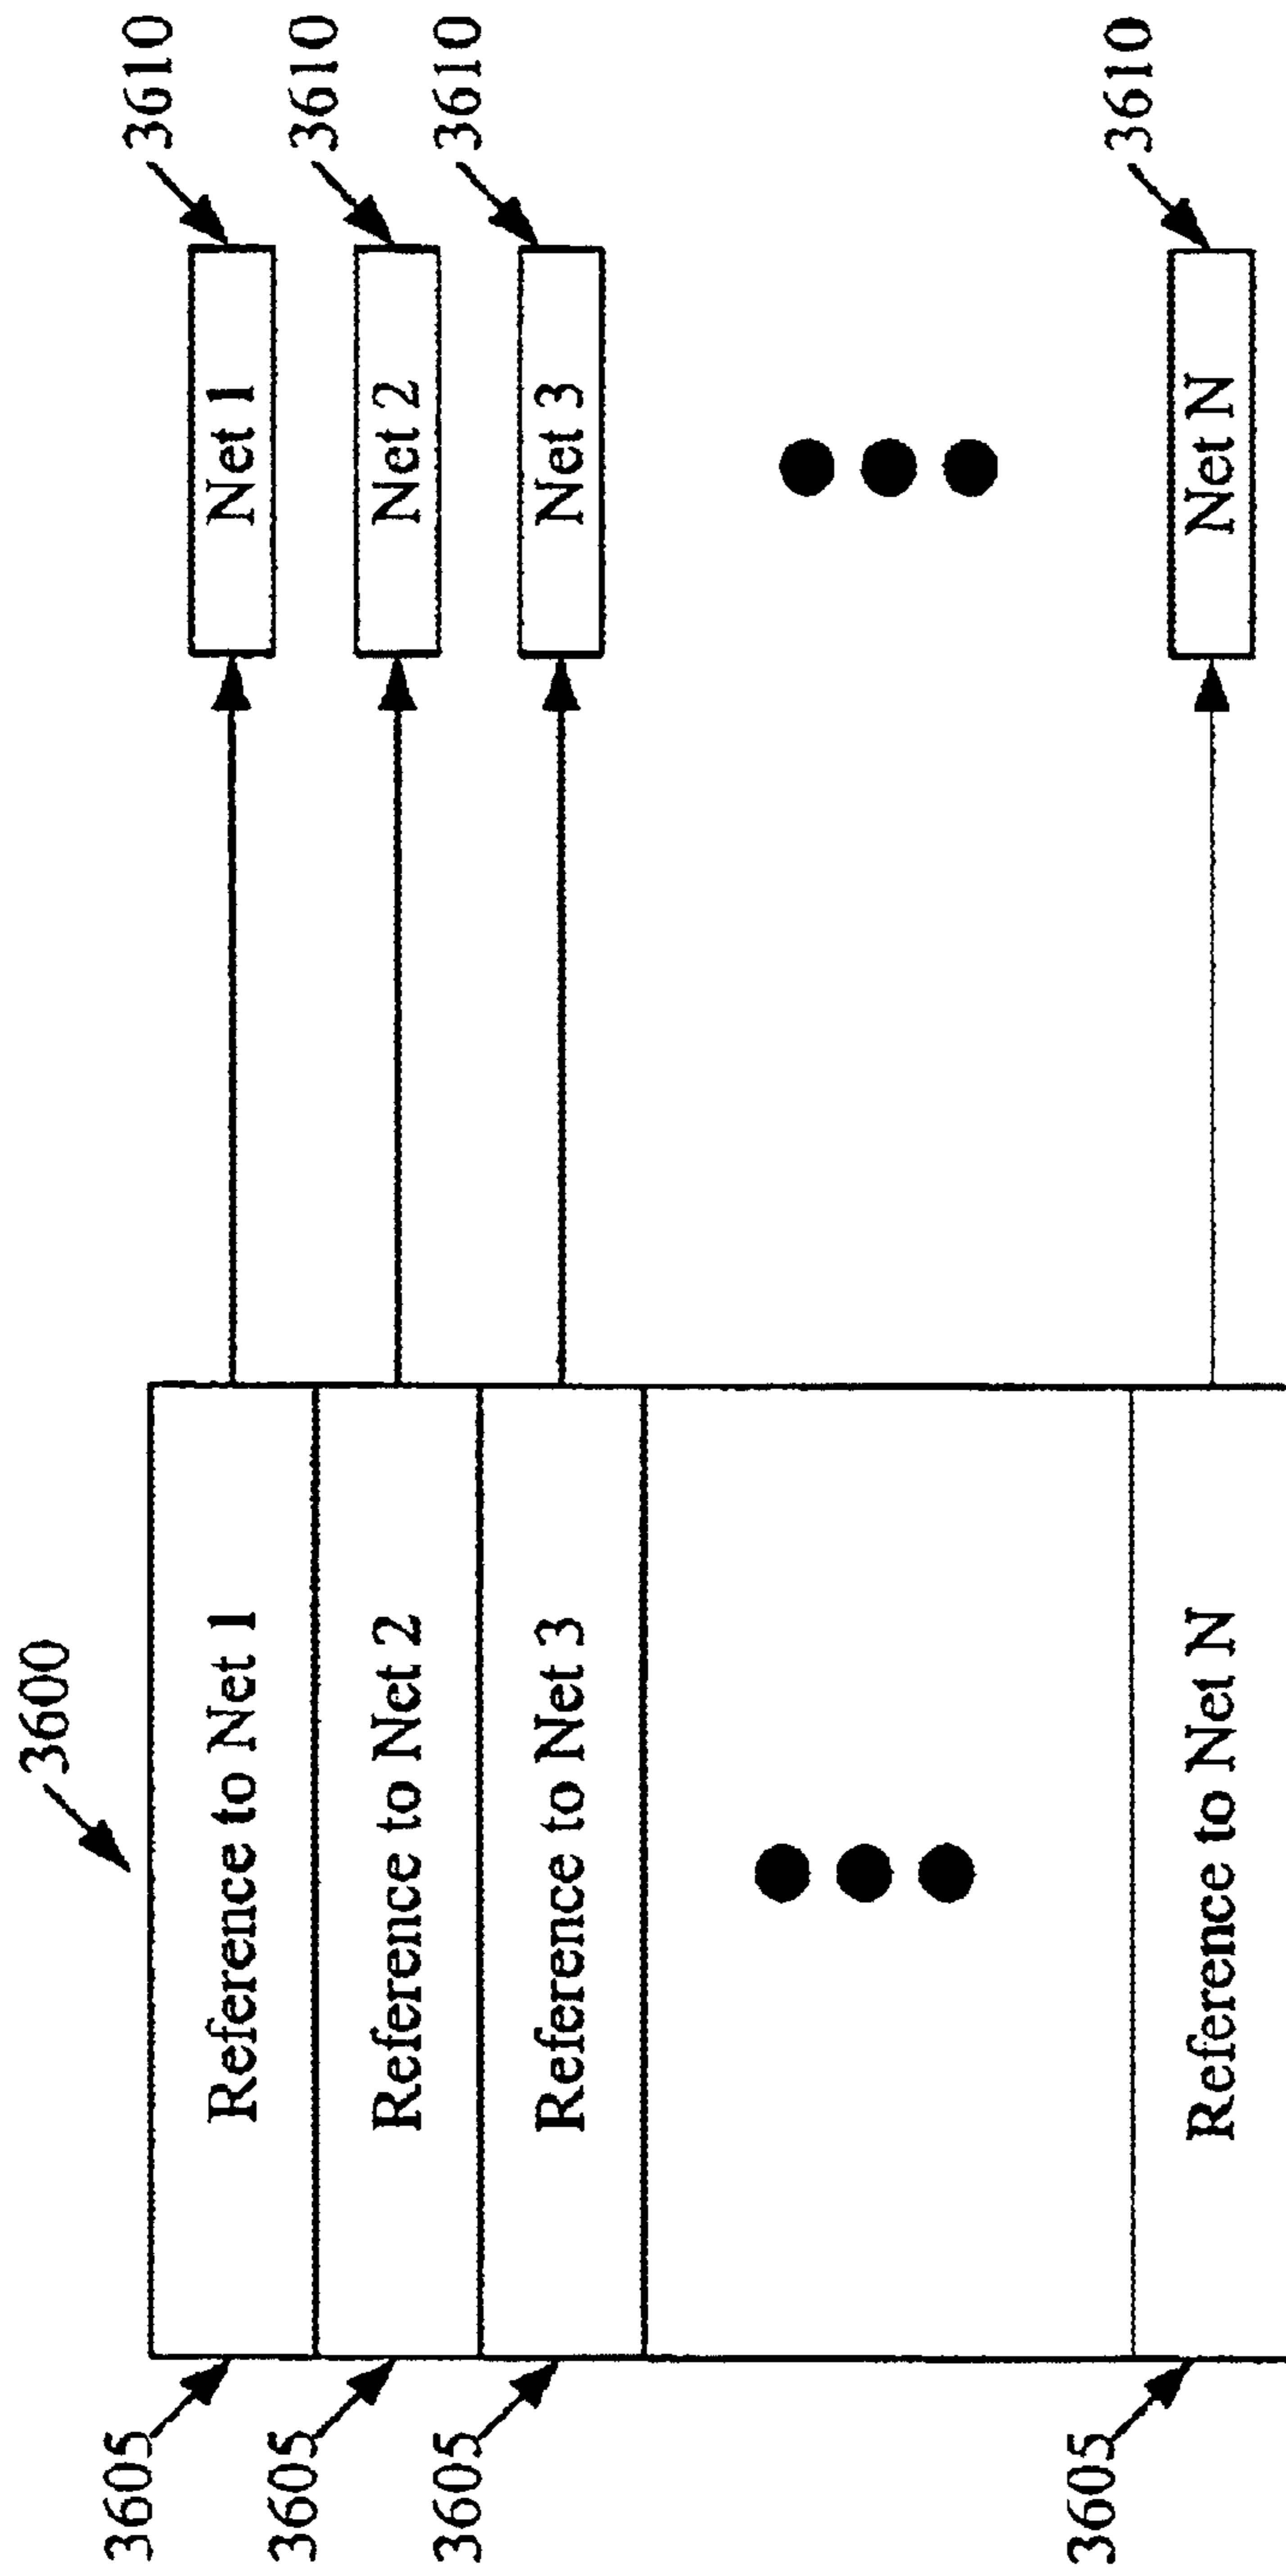 3600
3605
Reference to Net 1
Net 1
3610
3605
Reference to Net 2
Net 2
3610
3605
Reference to Net 3
Net 3
3610
3605
Reference to Net N
Net N
3610